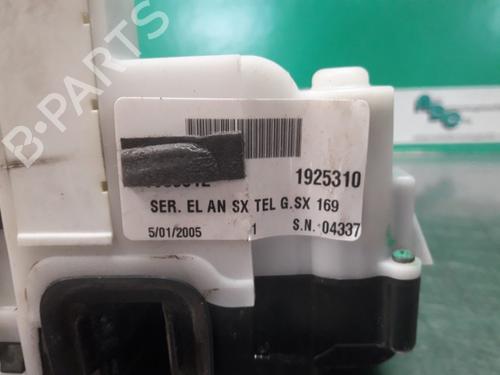 B-PARTS
1925310
SER. EL AN SX TEL G.SX 169
5/01/2005 1 S.N. 04337